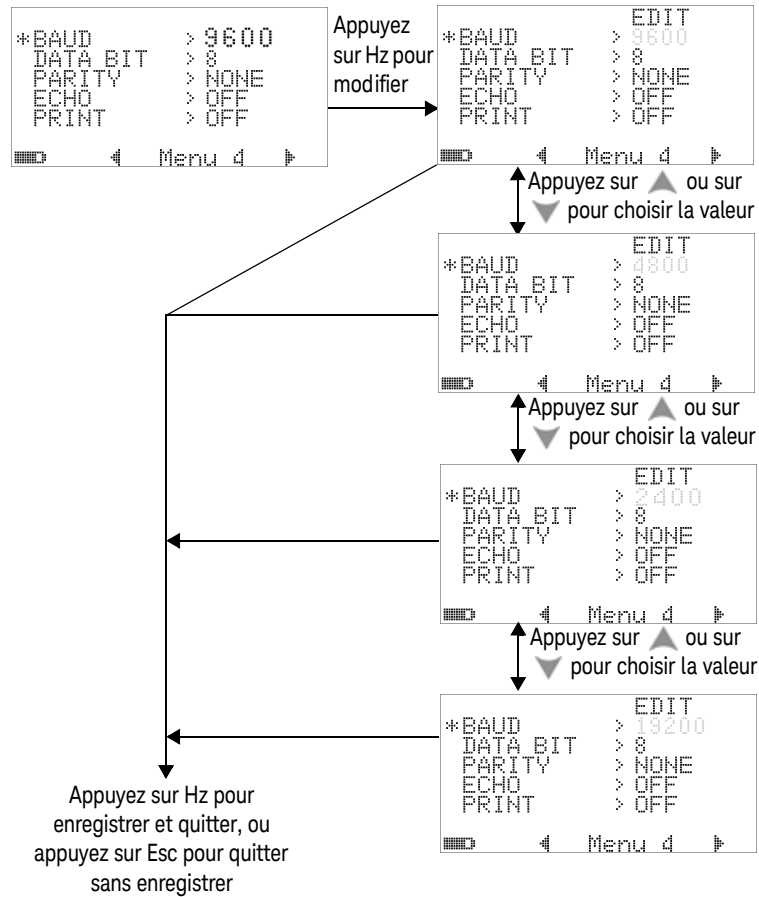 *BAUD > 9600
DATA BIT > 8
PARITY > NONE
ECHO > OFF
PRINT > OFF
Menu 4
Appuyez
sur Hz pour
modifier
EDIT
*BAUD > 9600
DATA BIT > 8
PARITY > NONE
ECHO > OFF
PRINT > OFF
Menu 4
Appuyez sur ou sur
pour choisir la valeur
EDIT
*BAUD > 4800
DATA BIT > 8
PARITY > NONE
ECHO > OFF
PRINT > OFF
Menu 4
Appuyez sur ou sur
pour choisir la valeur
EDIT
*BAUD > 2400
DATA BIT > 8
PARITY > NONE
ECHO > OFF
PRINT > OFF
Menu 4
Appuyez sur ou sur
pour choisir la valeur
EDIT
*BAUD > 19200
DATA BIT > 8
PARITY > NONE
ECHO > OFF
PRINT > OFF
Menu 4
Appuyez sur Hz pour
enregistrer et quitter, ou
appuyez sur Esc pour quitter
sans enregistrer